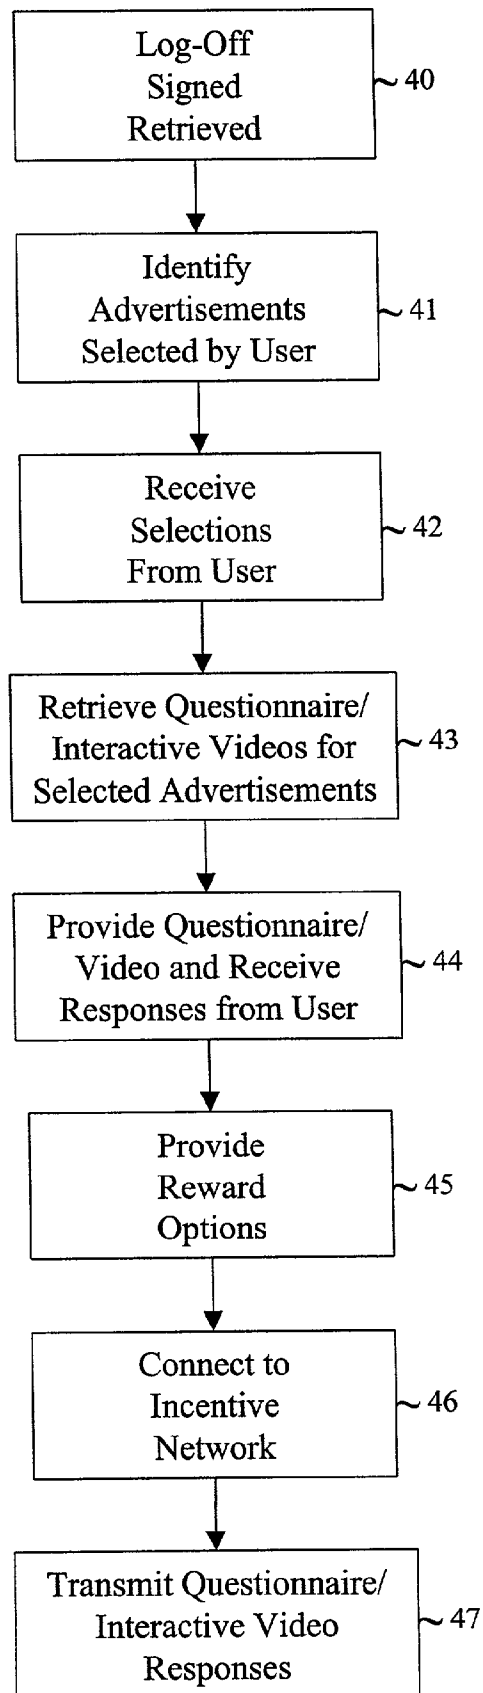 Log-Off
Signed
Retrieved
40
Identify
Advertisements
Selected by User
41
Receive
Selections
From User
42
Retrieve Questionnaire/
Interactive Videos for
Selected Advertisements
43
Provide Questionnaire/
Video and Receive
Responses from User
44
Provide
Reward
Options
45
Connect to
Incentive
Network
46
Transmit Questionnaire/
Interactive Video
Responses
47